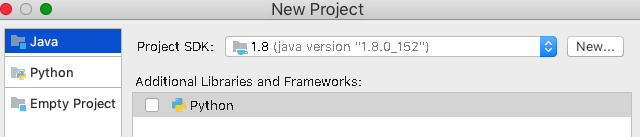 New Project
Java
Project SDK: 1.8 (java version "1.8.0_152") New...
Python
Additional Libraries and Frameworks:
Empty Project
Python